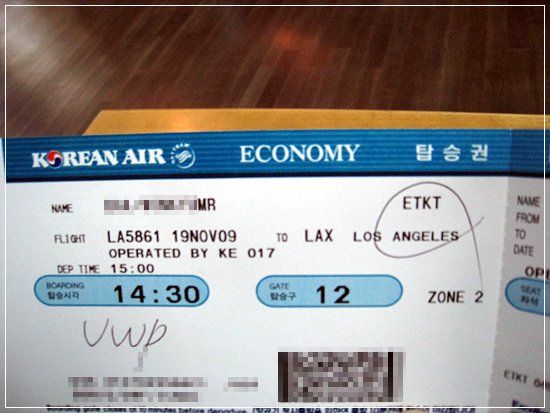 KOREAN AIR ECONOMY 탑승권
NAME MR ETKT
FLIGHT LA5861 19NOV09 TO LAX LOS ANGELES
OPERATED BY KE 017
DEP TIME 15:00
BOARDING 탑승시각 14:30 GATE 탑승구 12 ZONE 2
VWP
NAME
FROM
TO
DATE
OPE
SEAT 좌석
ETKT